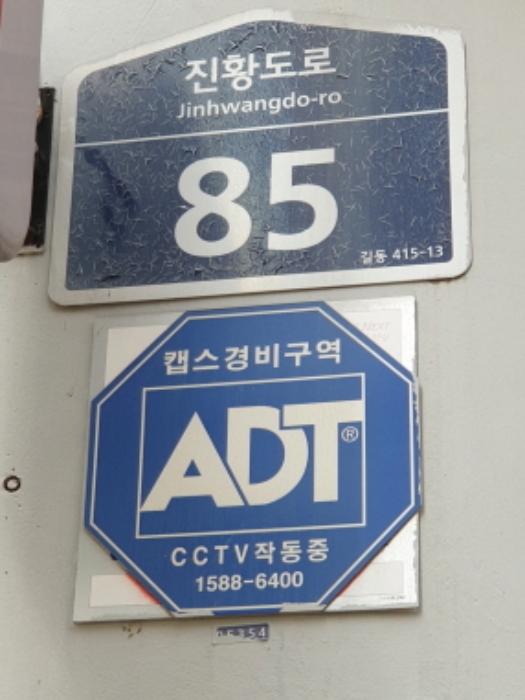 진황도로
Jinhwangdo-ro
85
길동 415-13
캡스경비구역
ADT®
CCTV작동중
1588-6400